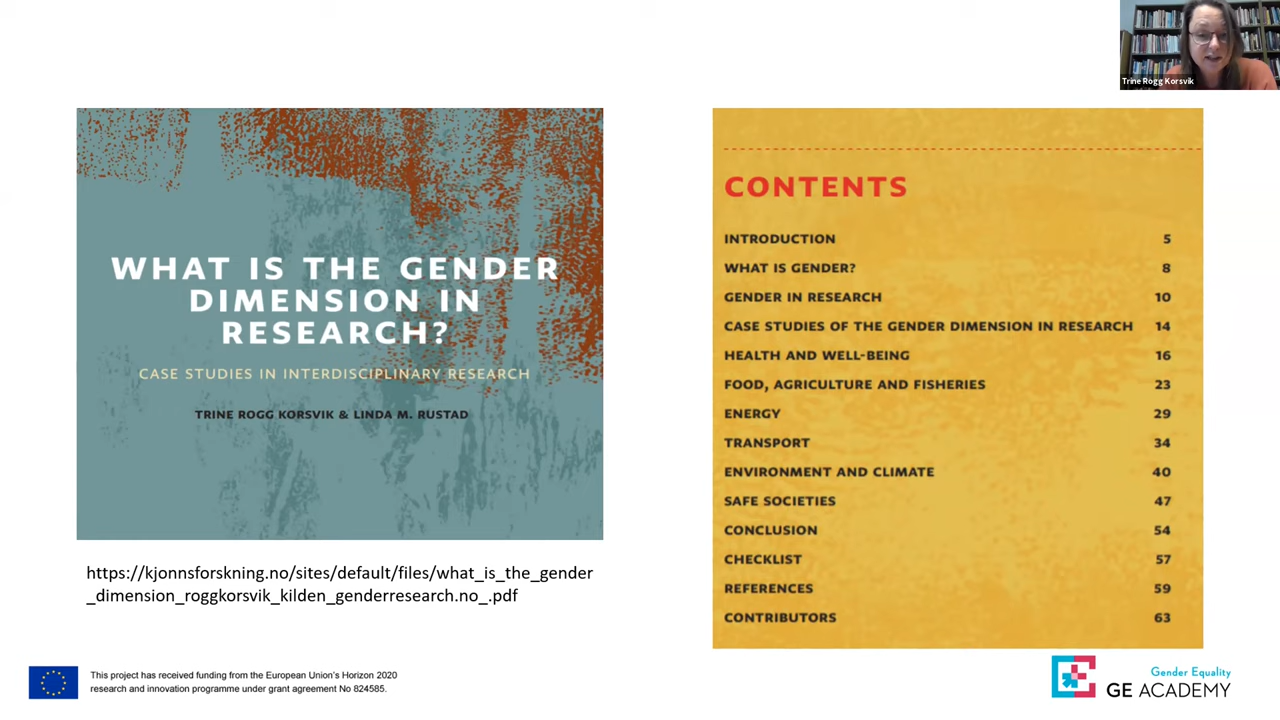 Trine Rogg Korsvik
WHAT IS THE GENDER
DIMENSION IN
RESEARCH?
CASE STUDIES IN INTERDISCIPLINARY RESEARCH
TRINE ROGG KORSVIK & LINDA M. RUSTAD
https://kjonnsforskning.no/sites/default/files/what_is_the_gender
_dimension_roggkorsvik_kilden_genderresearch.no_.pdf
CONTENTS
INTRODUCTION 5
WHAT IS GENDER? 8
GENDER IN RESEARCH 10
CASE STUDIES OF THE GENDER DIMENSION IN RESEARCH 14
HEALTH AND WELL-BEING 16
FOOD, AGRICULTURE AND FISHERIES 23
ENERGY 29
TRANSPORT 34
ENVIRONMENT AND CLIMATE 40
SAFE SOCIETIES 47
CONCLUSION 54
CHECKLIST 57
REFERENCES 59
CONTRIBUTORS 63
This project has received funding from the European Union's Horizon 2020
research and innovation programme under grant agreement No 824585.
Gender Equality
GE ACADEMY